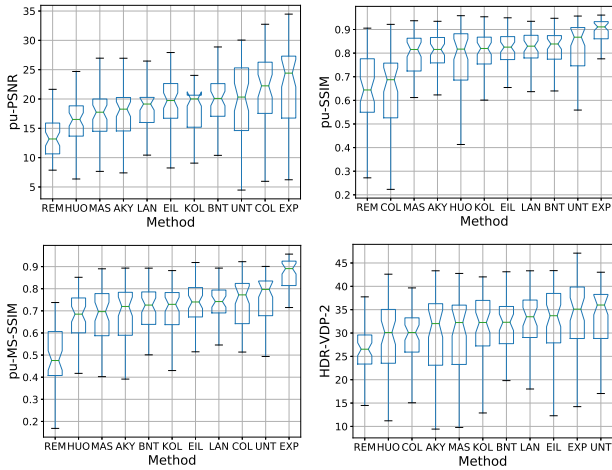 pu-PSNR
35
30
25
20
15
10
5
REM HUO MAS AKY LAN EIL KOL BNT UNT COL EXP
Method
pu-SSIM
0.9
0.8
0.7
0.6
0.5
0.4
0.3
0.2
REM COL MAS AKY HUO KOL EIL LAN BNT UNT EXP
Method
pu-MS-SSIM
0.9
0.8
0.7
0.6
0.5
0.4
0.3
0.2
REM HUO MAS AKY BNT KOL EIL LAN COL UNT EXP
Method
HDR-VDP-2
45
40
35
30
25
20
15
10
REM HUO COL AKY MAS KOL BNT LAN EIL EXP UNT
Method